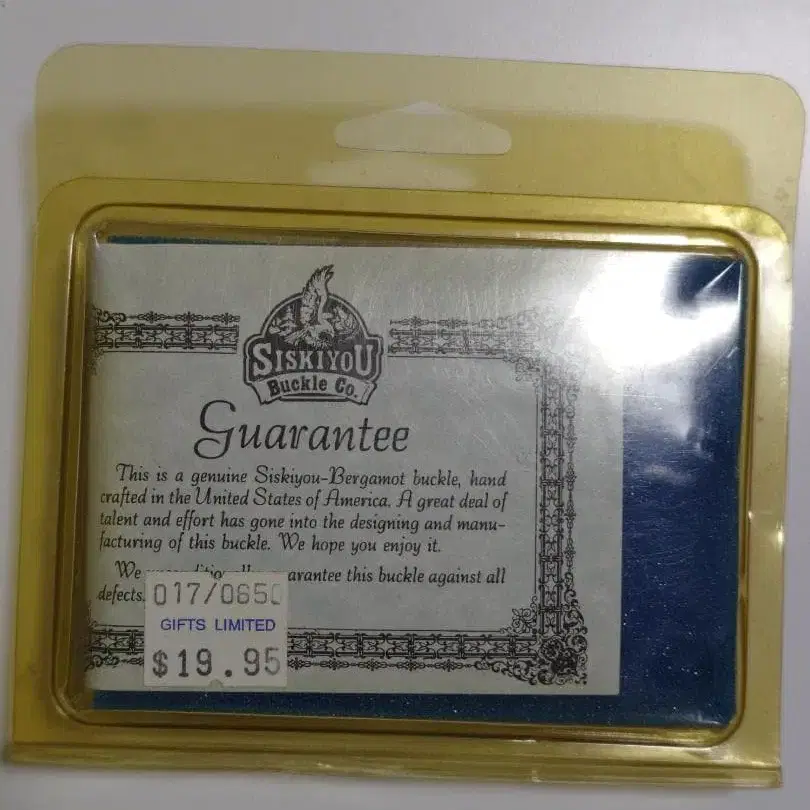 SISKIYOU
Buckle Co.
Guarantee
This is a genuine Siskiyou-Bergamot buckle, hand
crafted in the United States of America. A great deal of
talent and effort has gone into the designing and manu-
facturing of this buckle. We hope you enjoy it.
We guarantee this buckle against all
defects.
017/0650
GIFTS LIMITED
$19.95